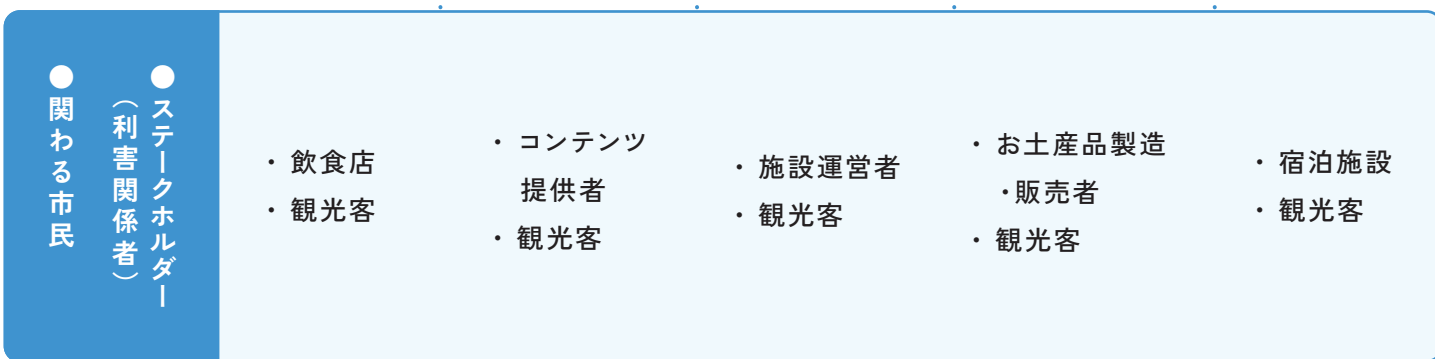 ●ステークホルダー
（利害関係者）
●関わる市民
・飲食店
・観光客
・コンテンツ
提供者
・観光客
・施設運営者
・観光客
・お土産品製造
・販売者
・観光客
・宿泊施設
・観光客